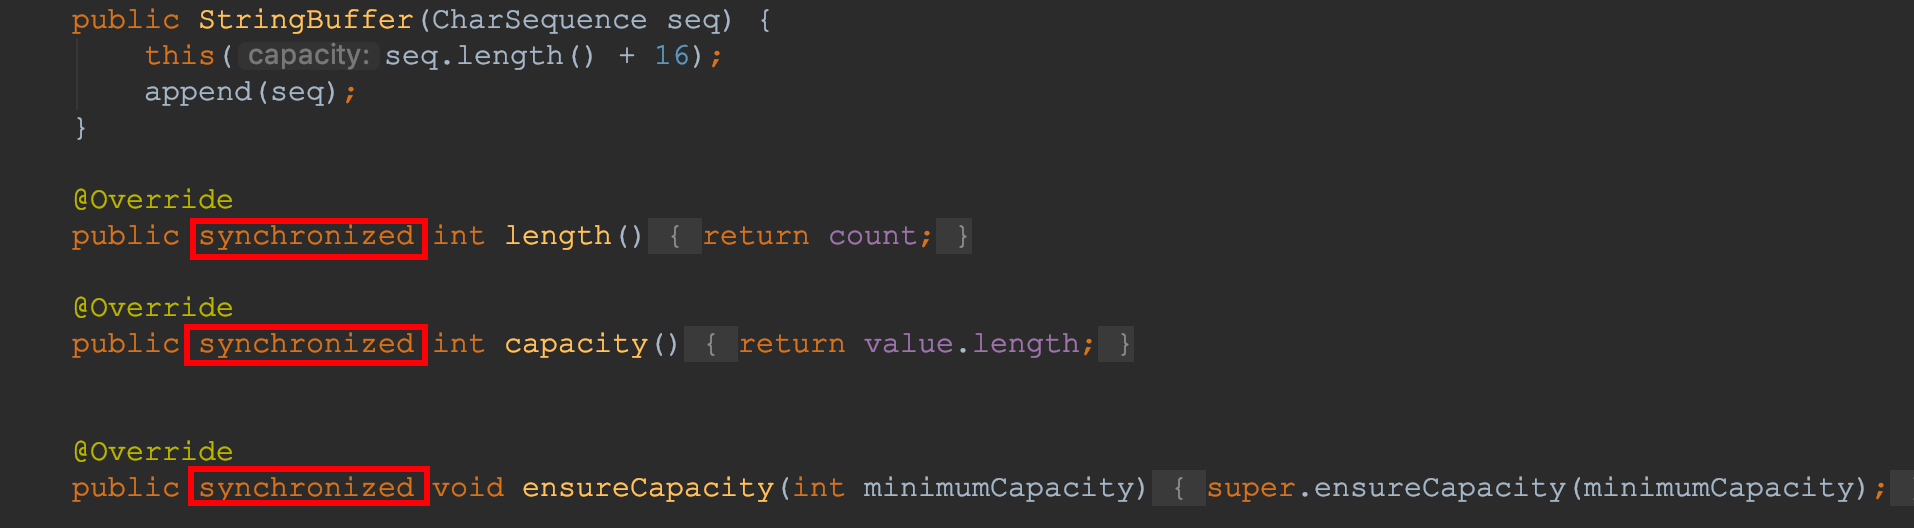 public StringBuffer(CharSequence seq) {
this( capacity: seq.length() + 16);
append(seq);
}
@Override
public synchronized int length() { return count; }
@Override
public synchronized int capacity() { return value.length; }
@Override
public synchronized void ensureCapacity(int minimumCapacity) { super.ensureCapacity(minimumCapacity);